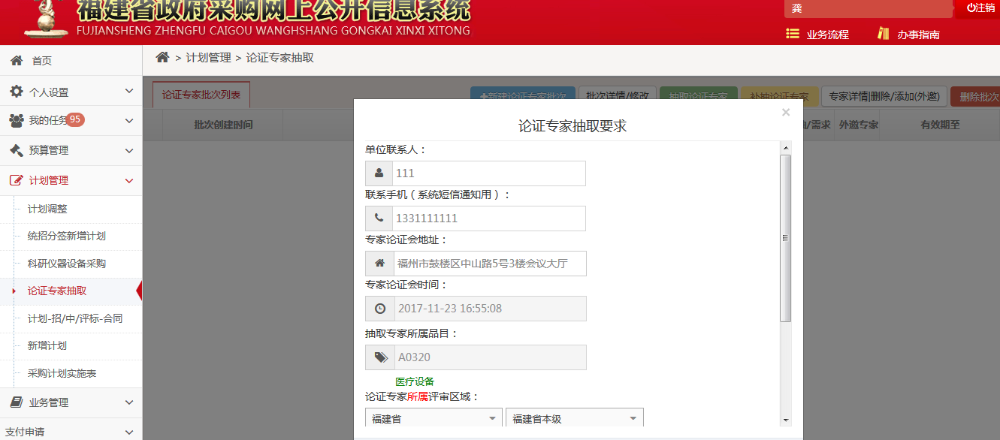 福建省政府采购网上公开信息系统
FUJIANSHENG ZHENGFU CAIGOU WANGHSHANG GONGKAI XINXI XITONG
龚
注销
业务流程
办事指南
首页
个人设置
我的任务 95
预算管理
计划管理
计划调整
统招分签新增计划
科研仪器设备采购
论证专家抽取
计划-招/中/评标-合同
新增计划
采购计划实施表
业务管理
支付申请
> 计划管理 > 论证专家抽取
论证专家批次列表
+新建论证专家批次
批次详情/修改
抽取论证专家
补抽论证专家
专家详情|删除/添加(外邀)
删除批次
批次创建时间
/需求
外邀专家
有效期至
×
论证专家抽取要求
单位联系人：
111
联系手机（系统短信通知用）：
1331111111
专家论证会地址：
福州市鼓楼区中山路5号3楼会议大厅
专家论证会时间：
2017-11-23 16:55:08
抽取专家所属品目：
A0320
医疗设备
论证专家所属评审区域：
福建省
福建省本级